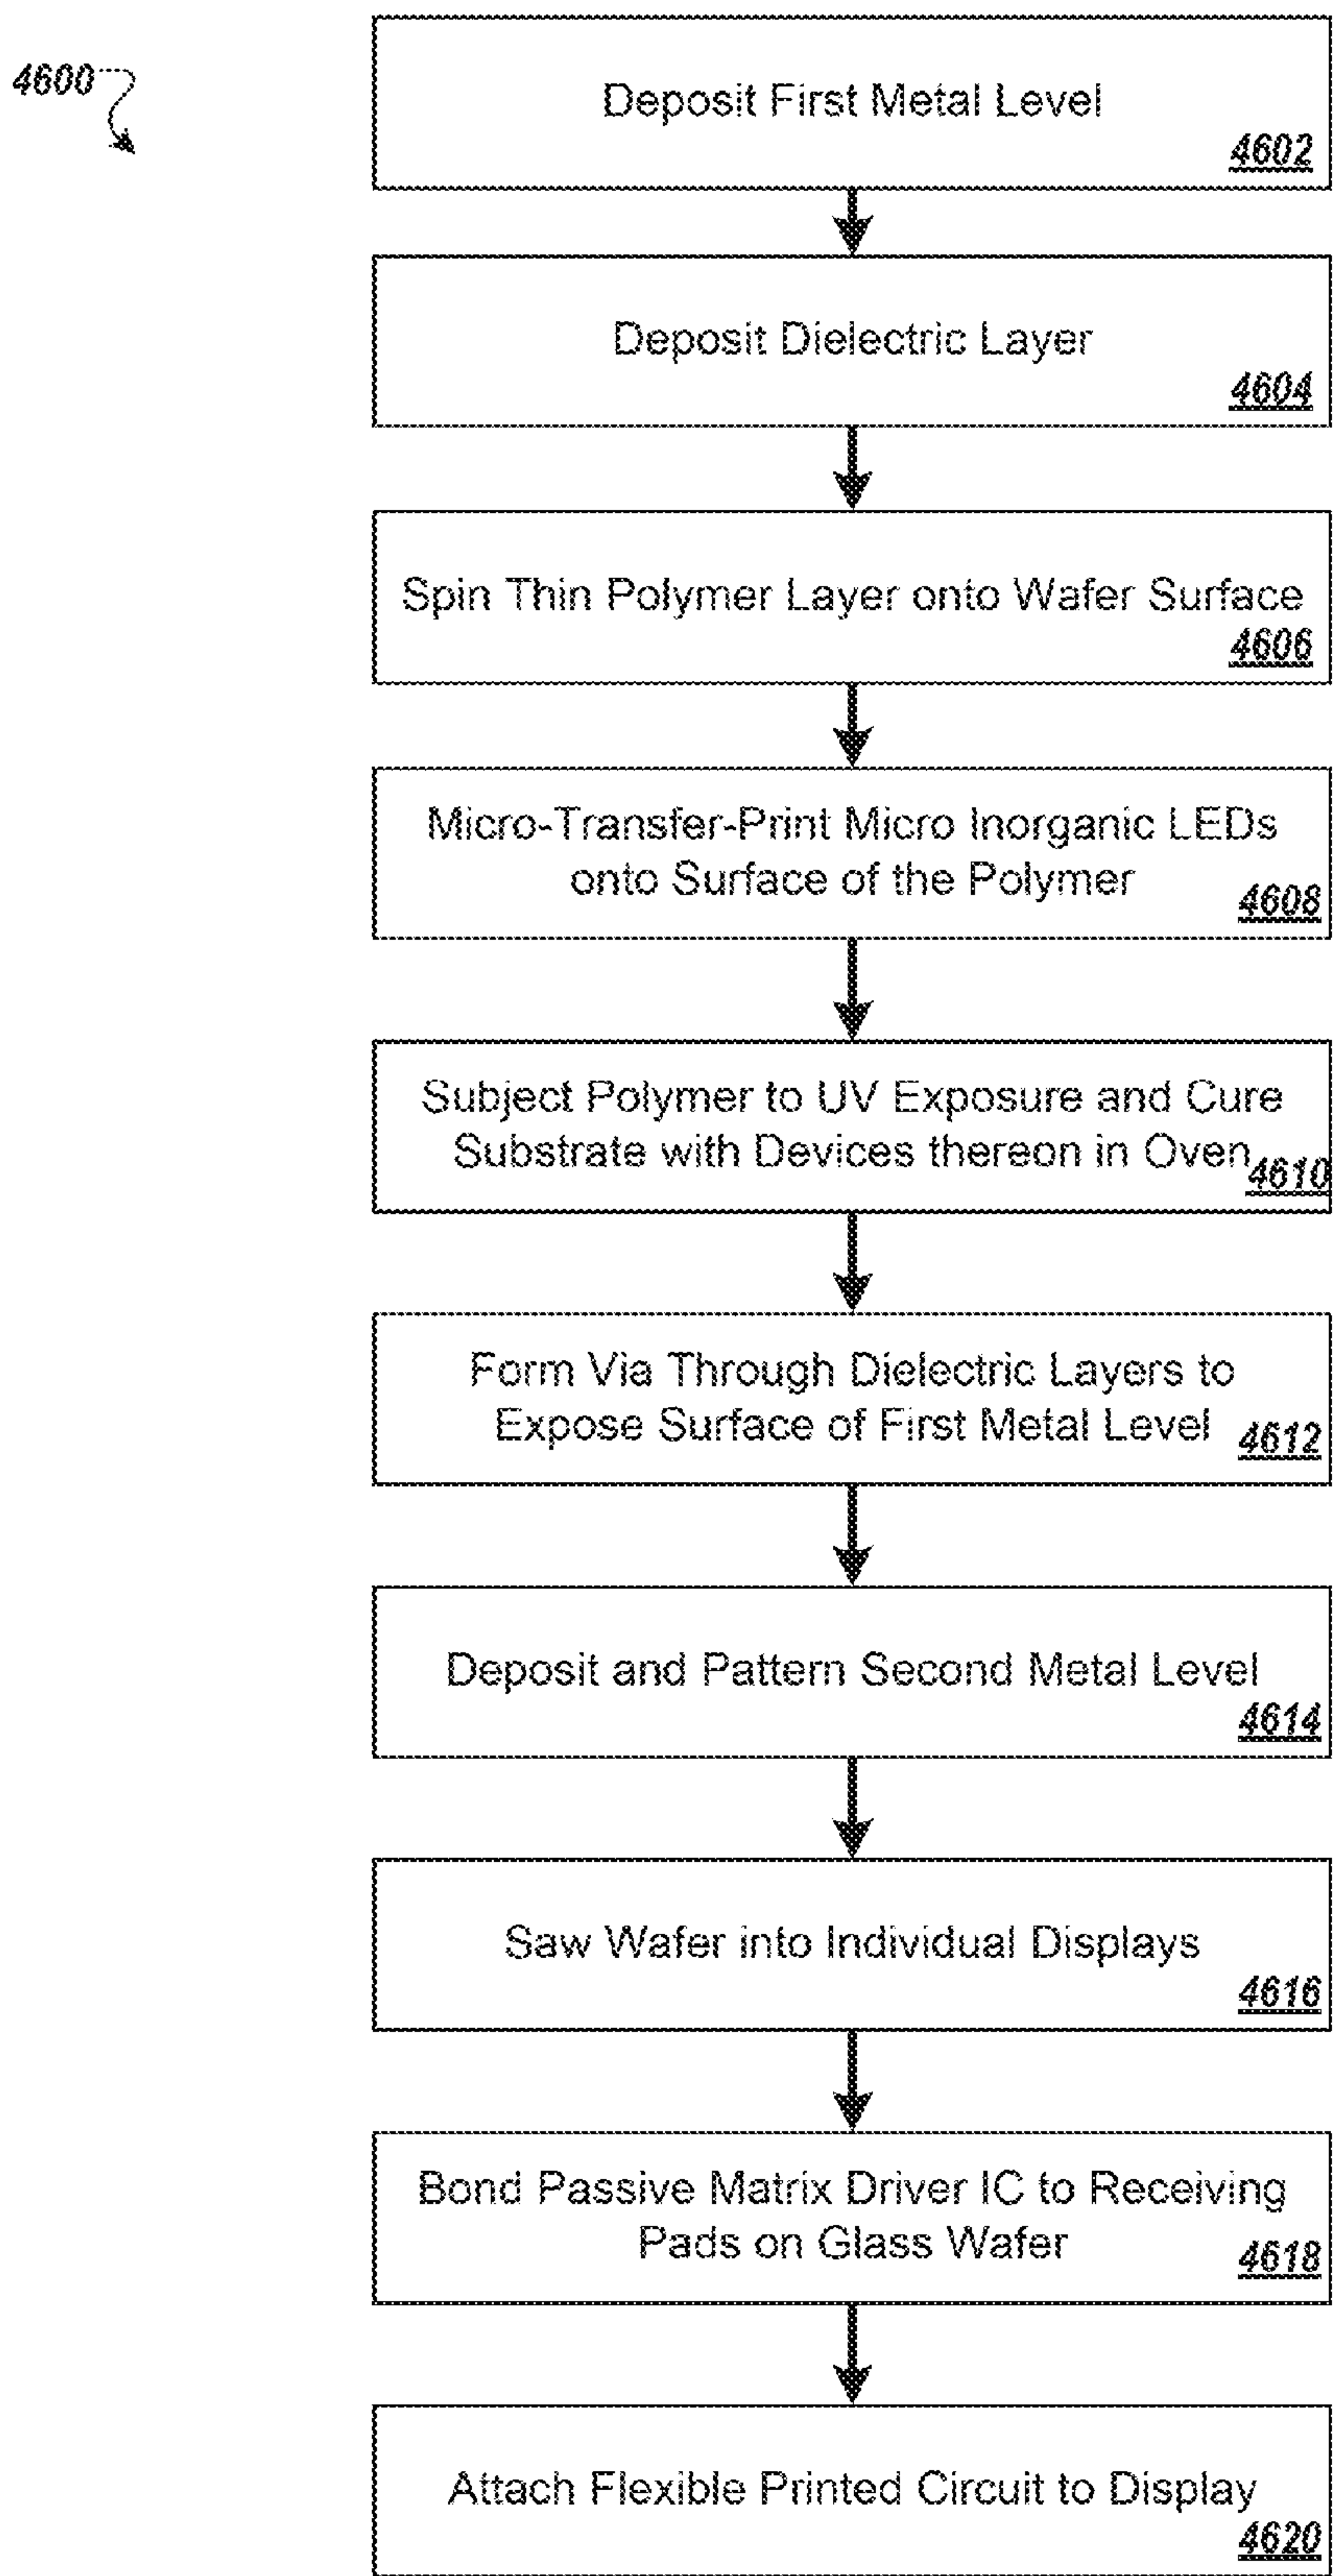 4600
Deposit First Metal Level
4602
Deposit Dielectric Layer
4604
Spin Thin Polymer Layer onto Wafer Surface
4606
Micro-Transfer-Print Micro Inorganic LEDs
onto Surface of the Polymer
4608
Subject Polymer to UV Exposure and Cure
Substrate with Devices thereon in Oven
4610
Form Via Through Dielectric Layers to
Expose Surface of First Metal Level
4612
Deposit and Pattern Second Metal Level
4614
Saw Wafer into Individual Displays
4616
Bond Passive Matrix Driver IC to Receiving
Pads on Glass Wafer
4618
Attach Flexible Printed Circuit to Display
4620